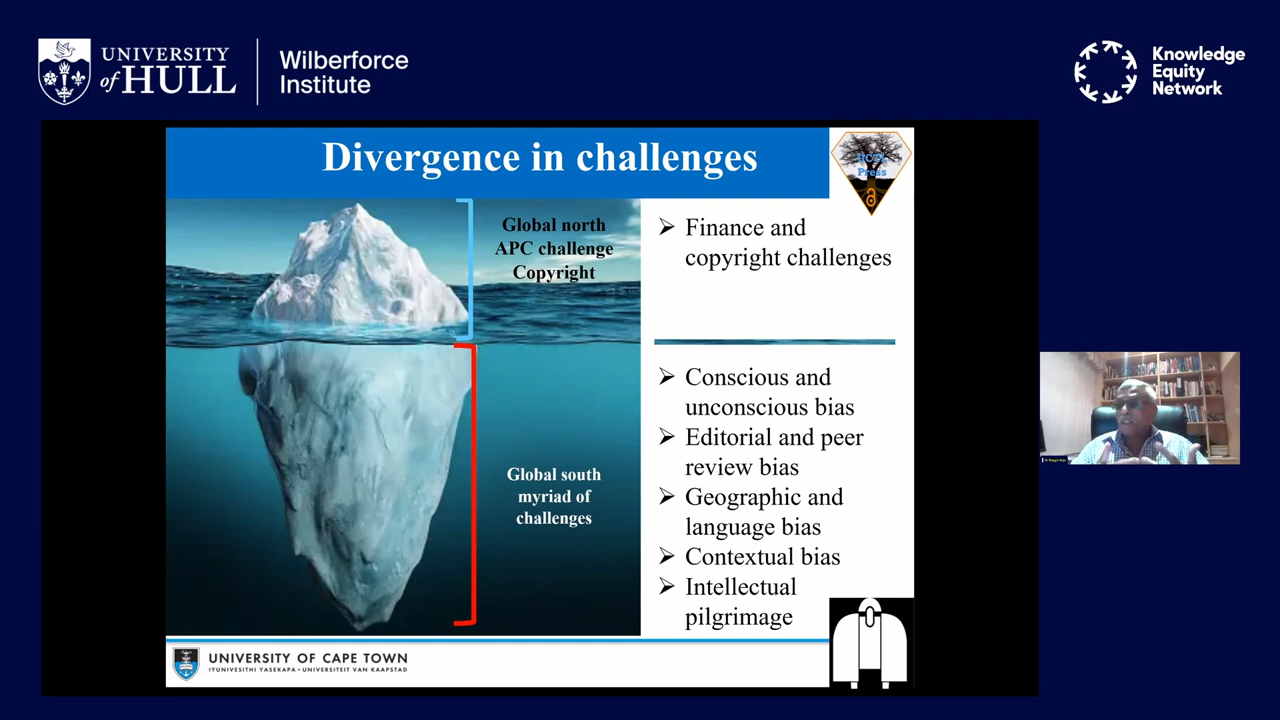 UNIVERSITY
of HULL
Wilberforce
Institute
Knowledge
Equity
Network
Divergence in challenges
Press
Global north
APC challenge
Copyright
➢ Finance and
copyright challenges
Global south
myriad of
challenges
➢ Conscious and
unconscious bias
➢ Editorial and peer
review bias
➢ Geographic and
language bias
➢ Contextual bias
➢ Intellectual
pilgrimage
UNIVERSITY OF CAPE TOWN
IYUNIVESITHI YASEKAPA • UNIVERSITEIT VAN KAAPSTAD